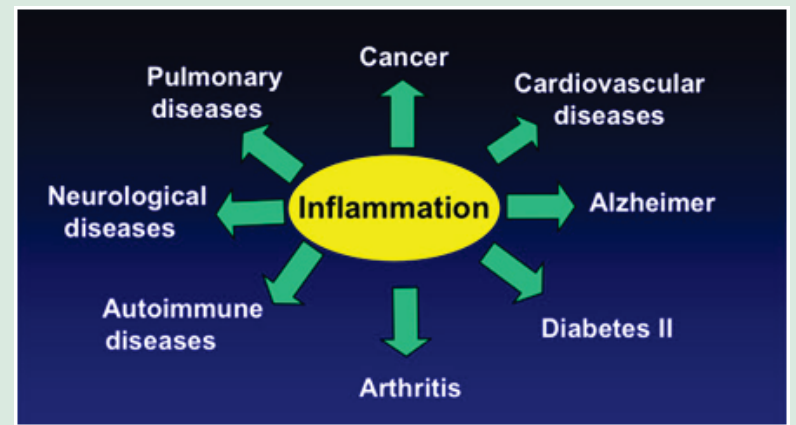 Cancer
Pulmonary
diseases
Cardiovascular
diseases
Neurological
diseases
Inflammation
Alzheimer
Autoimmune
diseases
Diabetes II
Arthritis